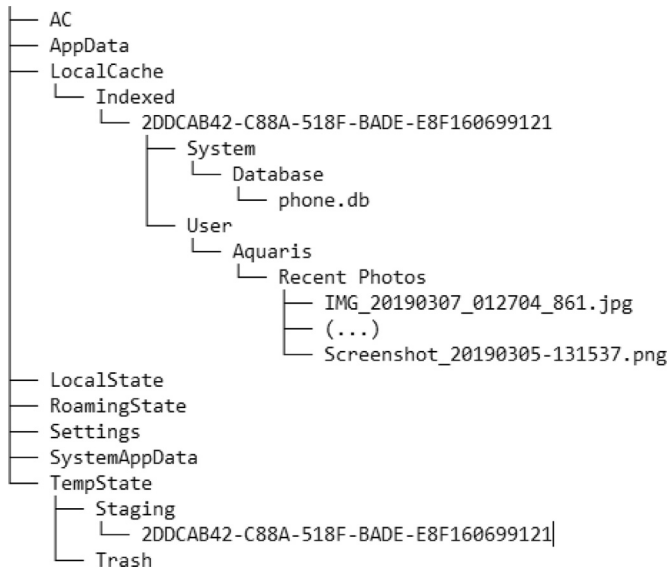 AC
AppData
LocalCache
Indexed
2DDCAB42-C88A-518F-BADE-E8F160699121
System
Database
phone.db
User
Aquaris
Recent Photos
IMG_20190307_012704_861.jpg
(...)
Screenshot_20190305-131537.png
LocalState
RoamingState
Settings
SystemAppData
TempState
Staging
2DDCAB42-C88A-518F-BADE-E8F160699121
Trash